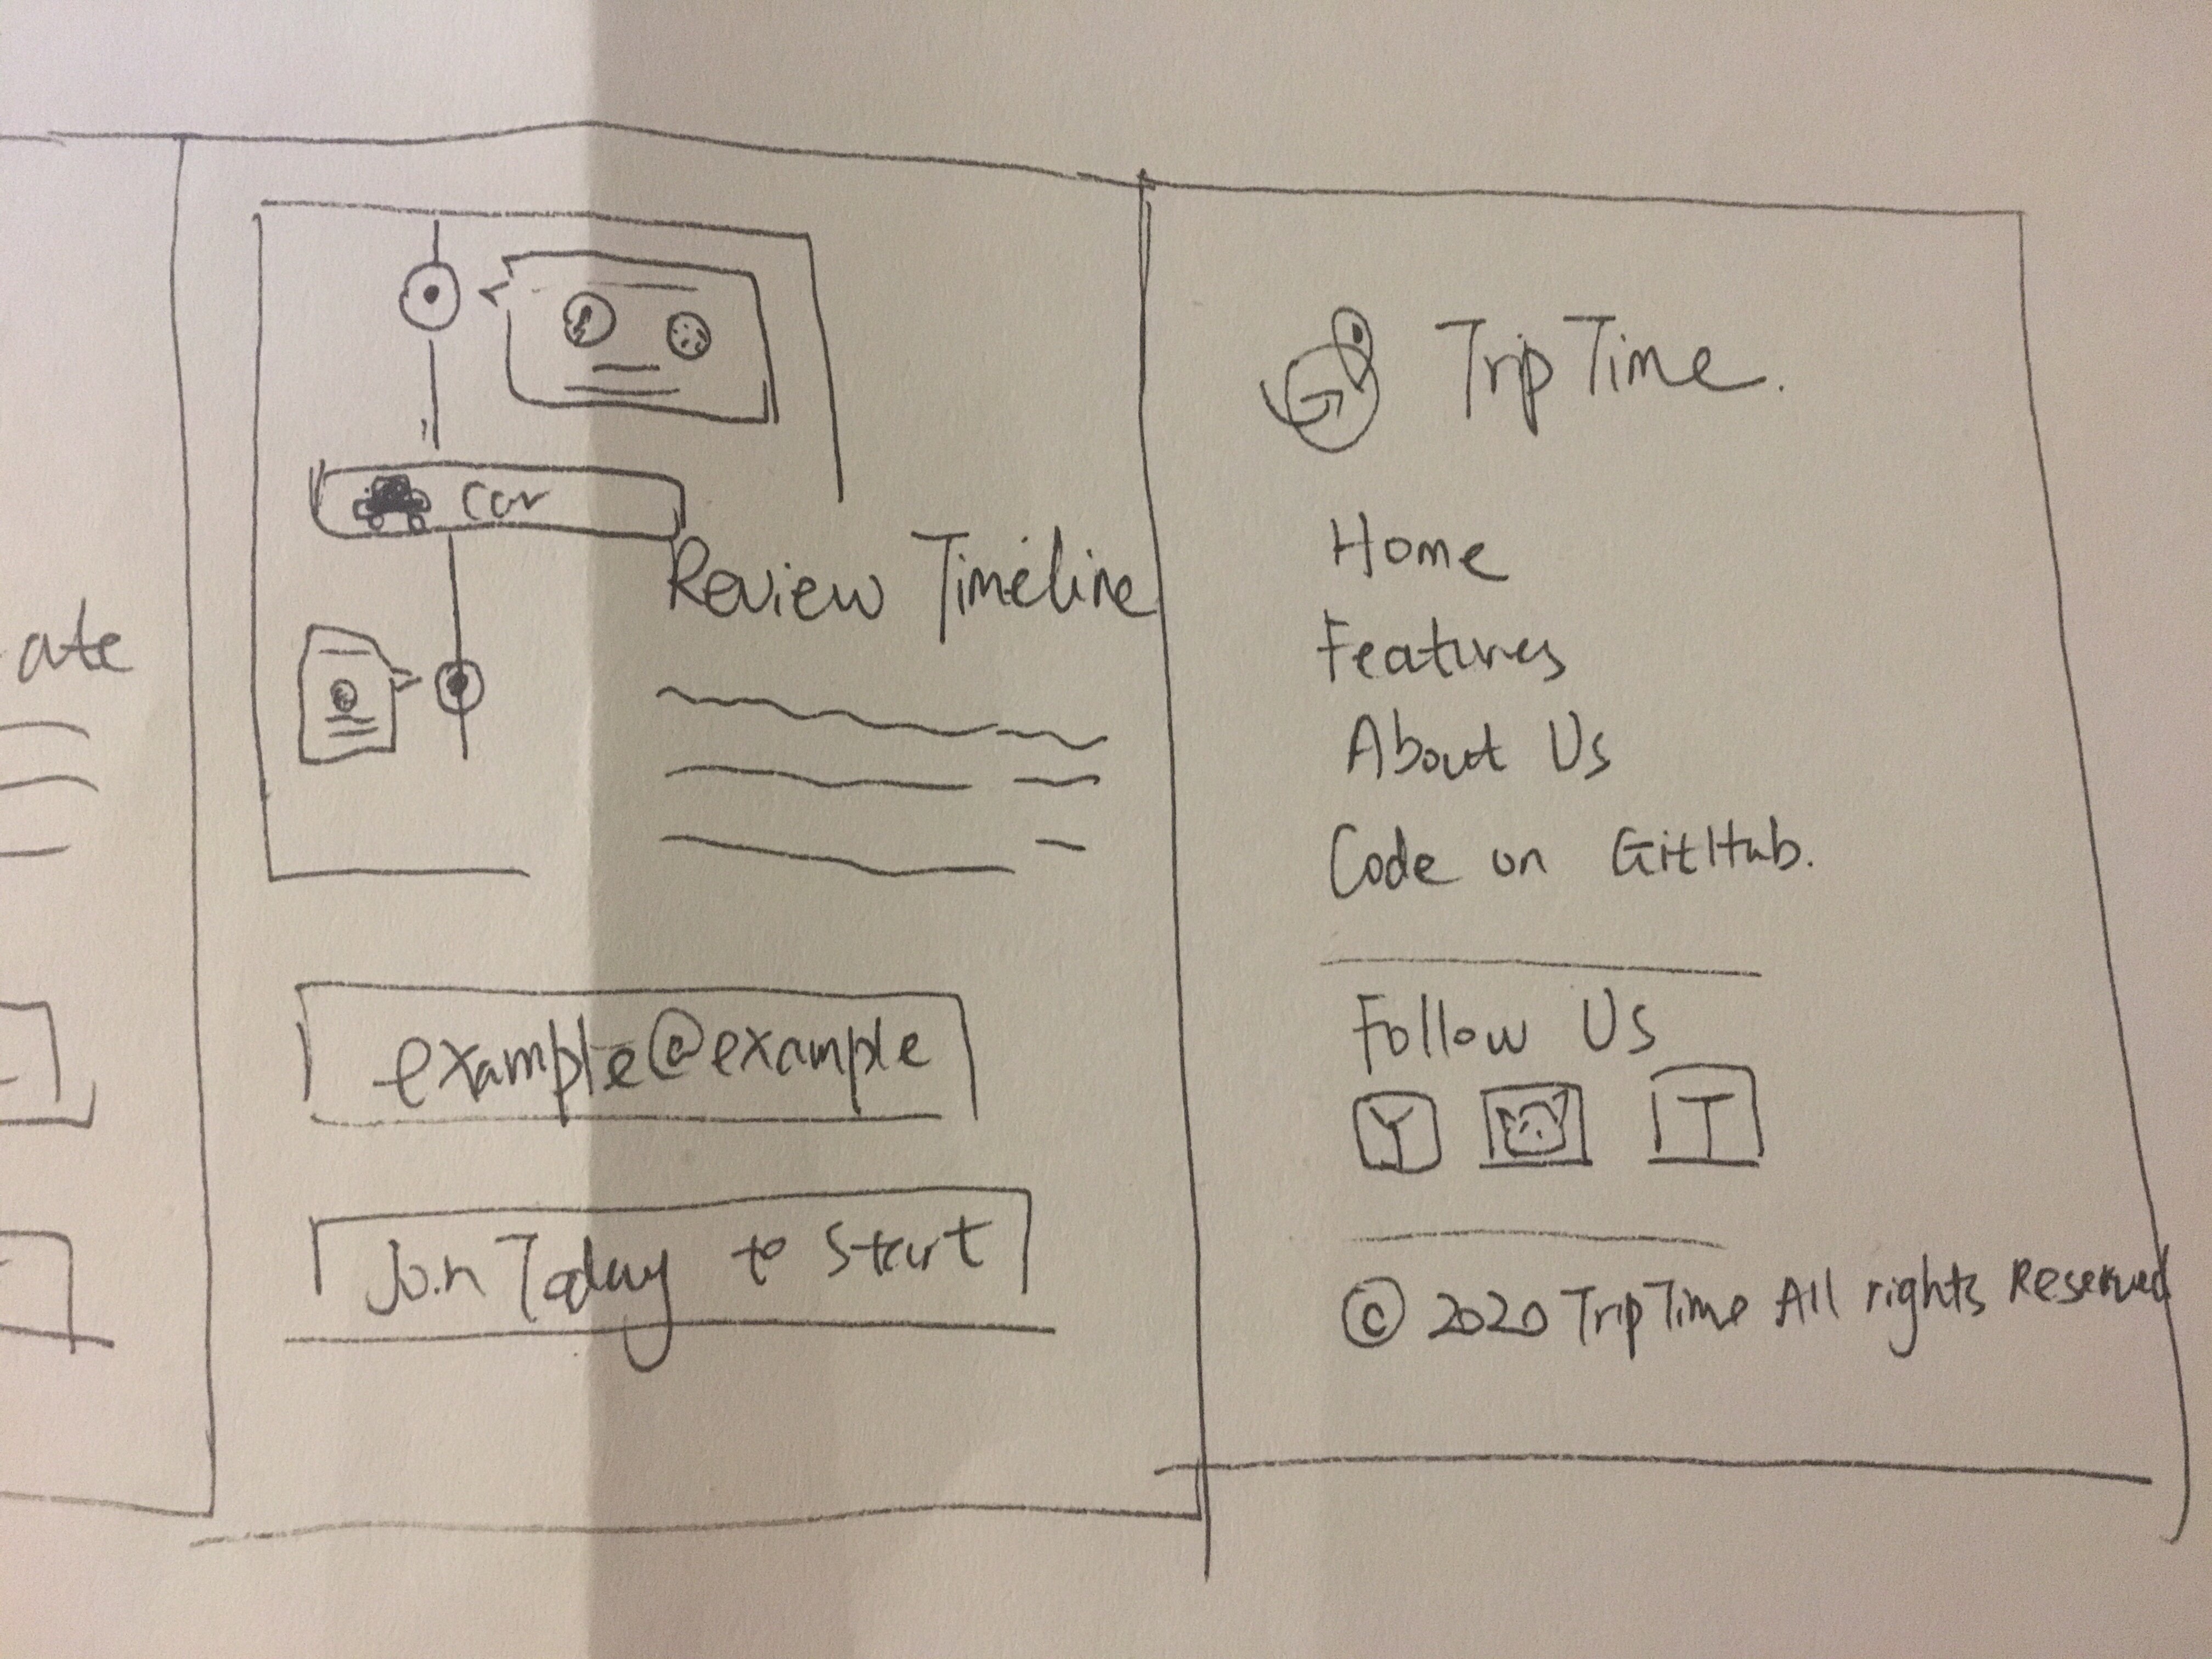 ate
car
Review Timeline
example@example
Join Today to Start
Trip Time.
Home
Features
About Us
Code on GitHub.
Follow Us
Y T
© 2020 TripTime All rights Reserved